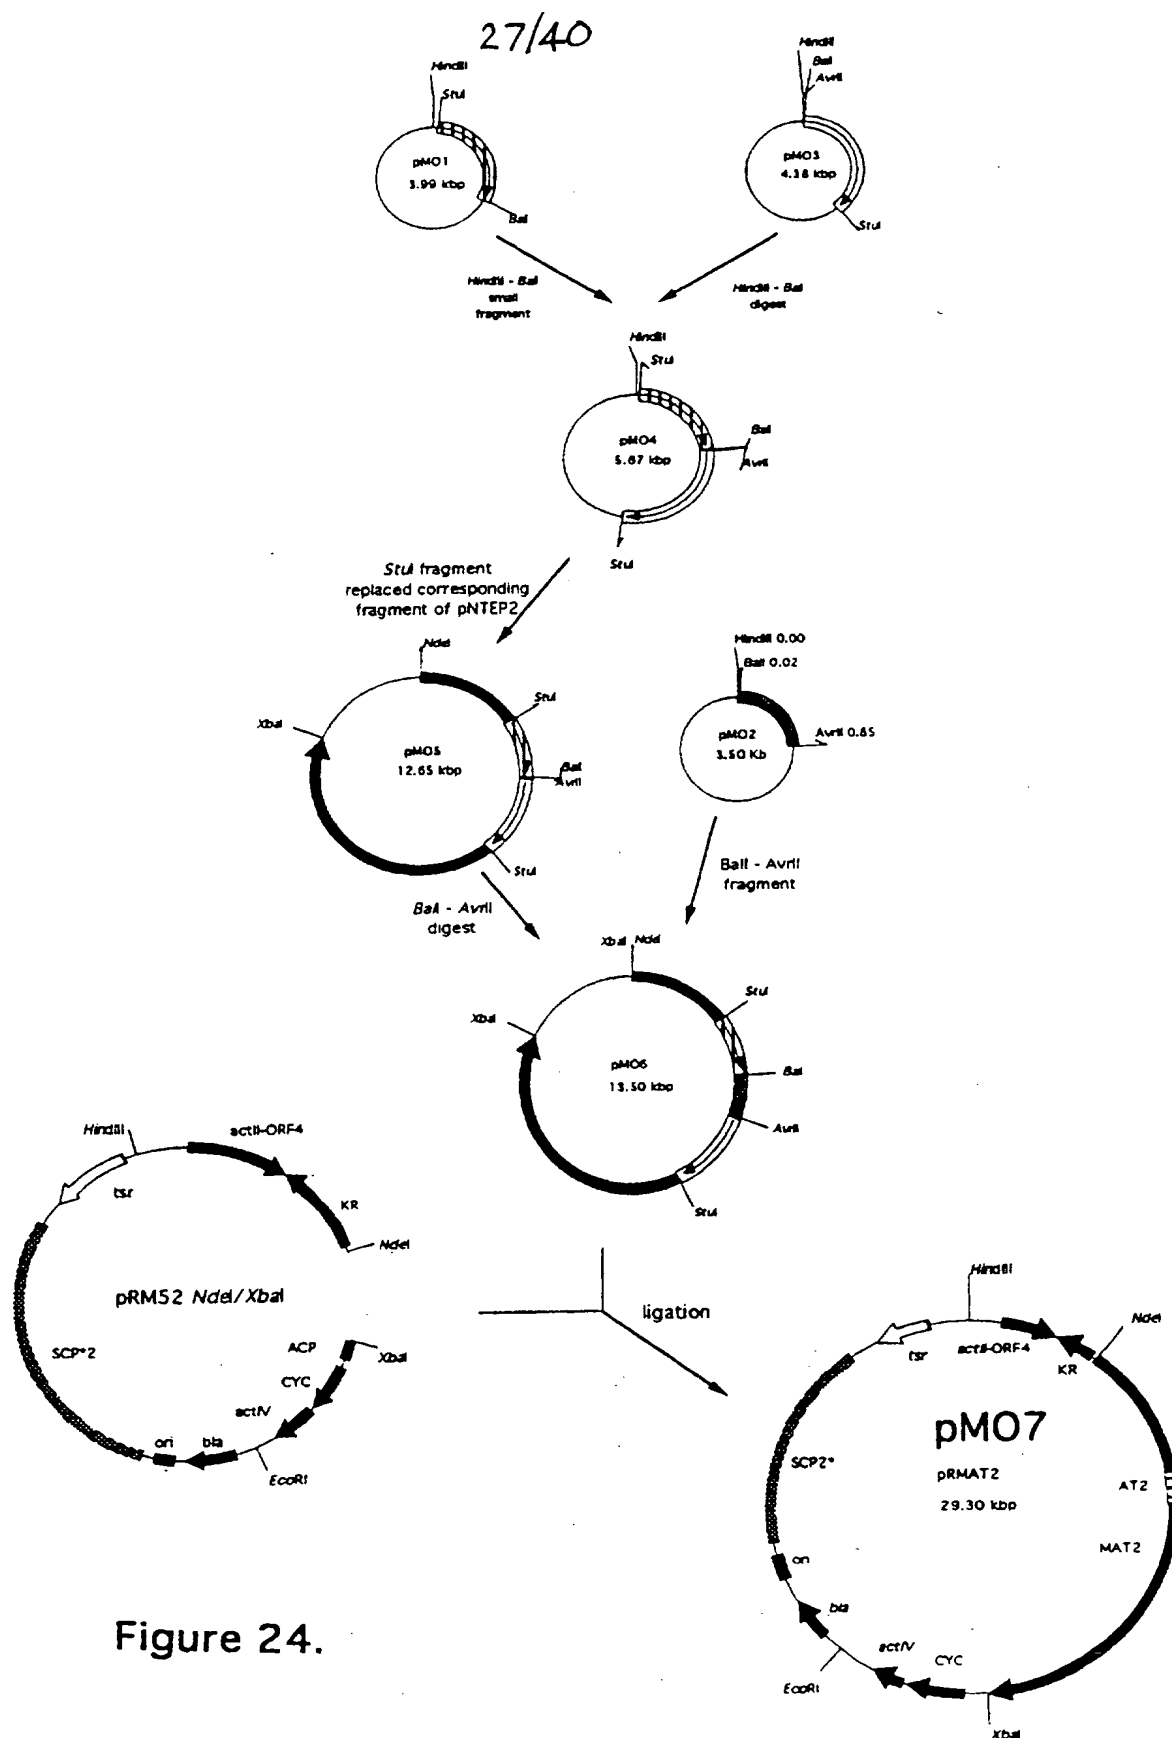 27/40
HindIII
StuI
pMO1
3.99 kbp
BalI
HindIII
BalI
AvrII
pMO3
4.38 kbp
StuI
HindIII - BalI
small
fragment
HindIII - BalI
digest
HindIII
StuI
pMO4
5.67 kbp
BalI
AvrII
StuI
StuI fragment
replaced corresponding
fragment of pNTEP2
NdeI
XbaI
StuI
pMO5
12.65 kbp
BalI
AvrII
StuI
HindIII 0.00
BalI 0.02
pMO2
3.50 Kb
AvrII 0.85
BalI - AvrII
digest
BalI - AvrII
fragment
XbaI NdeI
XbaI
StuI
pMO6
13.50 kbp
BalI
AvrII
StuI
HindIII
actII-ORF4
tsr
KR
NdeI
pRM52 NdeI/XbaI
SCP*2
ACP
XbaI
CYC
actIV
ori
bla
EcoRI
ligation
HindIII
NdeI
tsr
actII-ORF4
KR
pMO7
SCP2*
pRMAT2
29.30 kbp
AT2
MAT2
ori
bla
actIV
CYC
EcoRI
XbaI
Figure 24.